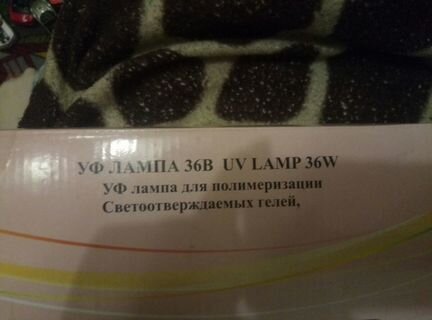 УФ ЛАМПА 36В UV LAMP 36W
УФ лампа для полимеризации
Светоотверждаемых гелей,